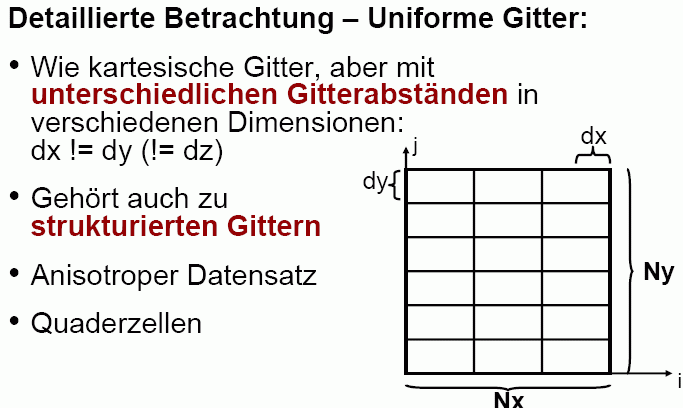 Detaillierte Betrachtung – Uniforme Gitter:
• Wie kartesische Gitter, aber mit
unterschiedlichen Gitterabständen in
verschiedenen Dimensionen:
dx != dy (!= dz)
• Gehört auch zu
strukturierten Gittern
• Anisotroper Datensatz
• Quaderzellen
j
dx
dy
Ny
i
Nx